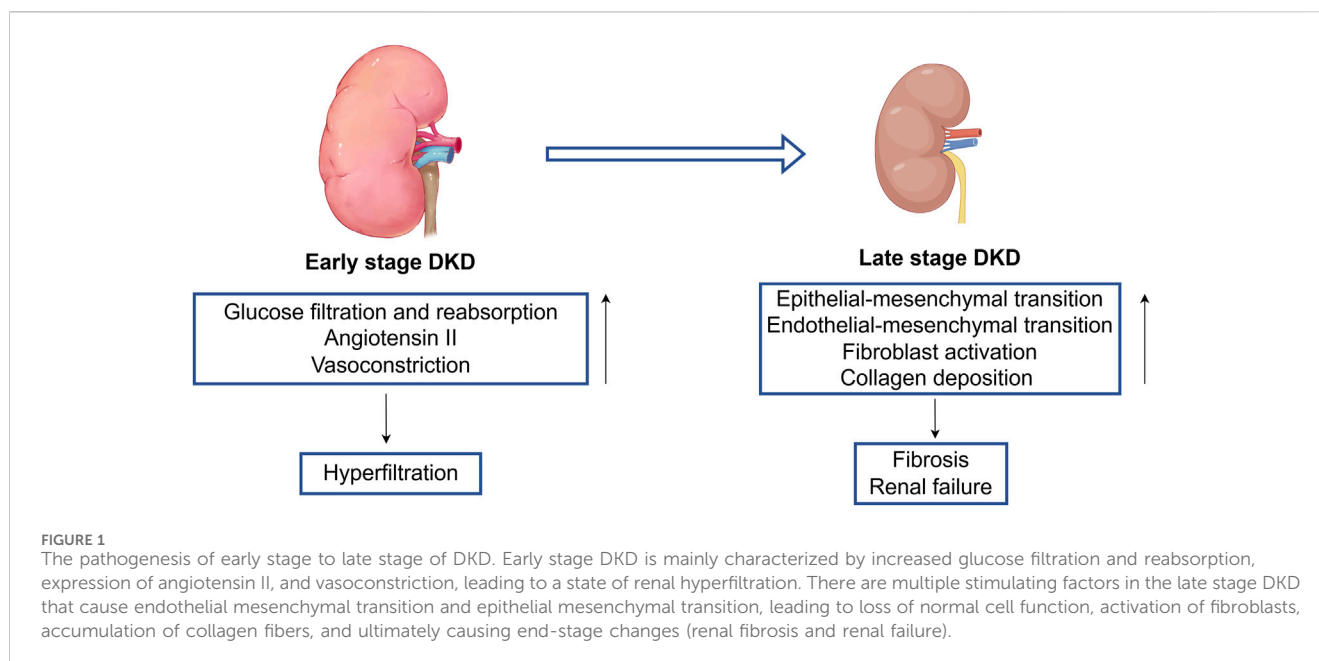 Early stage DKD
Glucose filtration and reabsorption
Angiotensin II
Vasoconstriction
Hyperfiltration
Late stage DKD
Epithelial-mesenchymal transition
Endothelial-mesenchymal transition
Fibroblast activation
Collagen deposition
Fibrosis
Renal failure
FIGURE 1
The pathogenesis of early stage to late stage of DKD. Early stage DKD is mainly characterized by increased glucose filtration and reabsorption,
expression of angiotensin II, and vasoconstriction, leading to a state of renal hyperfiltration. There are multiple stimulating factors in the late stage DKD
that cause endothelial mesenchymal transition and epithelial mesenchymal transition, leading to loss of normal cell function, activation of fibroblasts,
accumulation of collagen fibers, and ultimately causing end-stage changes (renal fibrosis and renal failure).